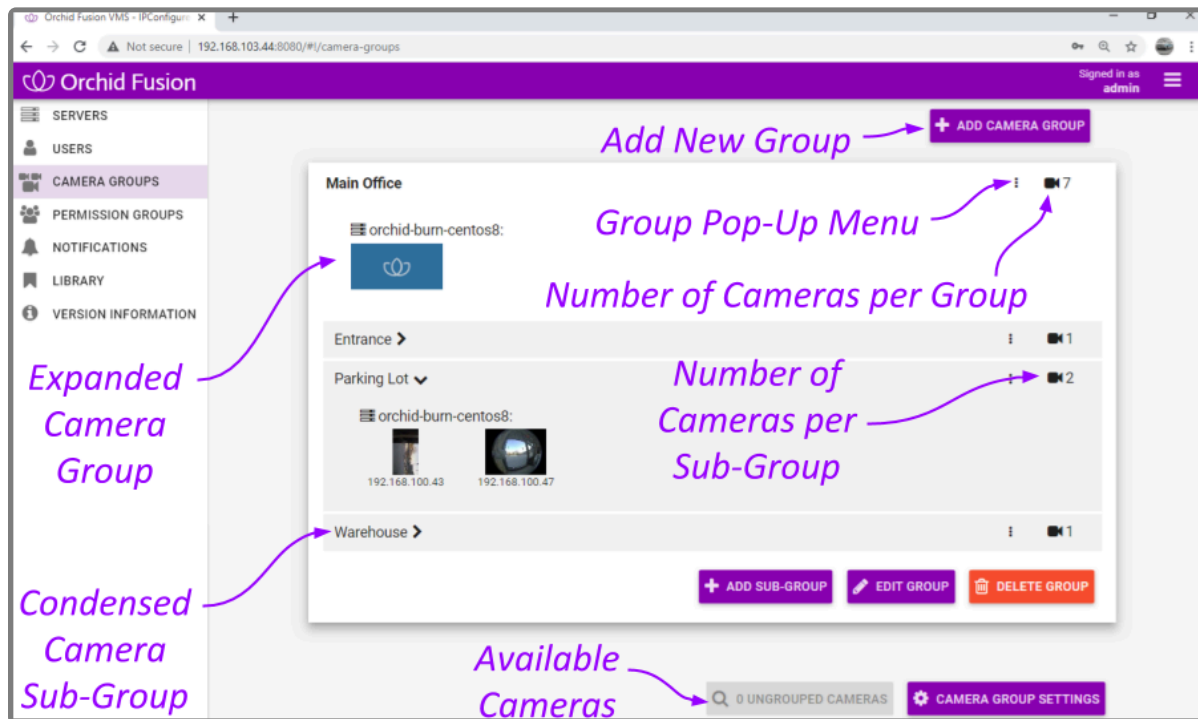 Orchid Fusion VMS - IPConfigure
Not secure | 192.168.103.44:8080/#!/camera-groups
Orchid Fusion
Signed in as
admin
SERVERS
USERS
CAMERA GROUPS
PERMISSION GROUPS
NOTIFICATIONS
LIBRARY
VERSION INFORMATION
Add New Group
ADD CAMERA GROUP
Main Office
7
Group Pop-Up Menu
orchid-burn-centos8:
Number of Cameras per Group
Entrance
1
Expanded
Camera
Group
Parking Lot
2
Number of
Cameras per
Sub-Group
orchid-burn-centos8:
192.168.100.43
192.168.100.47
Warehouse
1
Condensed
Camera
Sub-Group
ADD SUB-GROUP
EDIT GROUP
DELETE GROUP
Available
Cameras
0 UNGROUPED CAMERAS
CAMERA GROUP SETTINGS